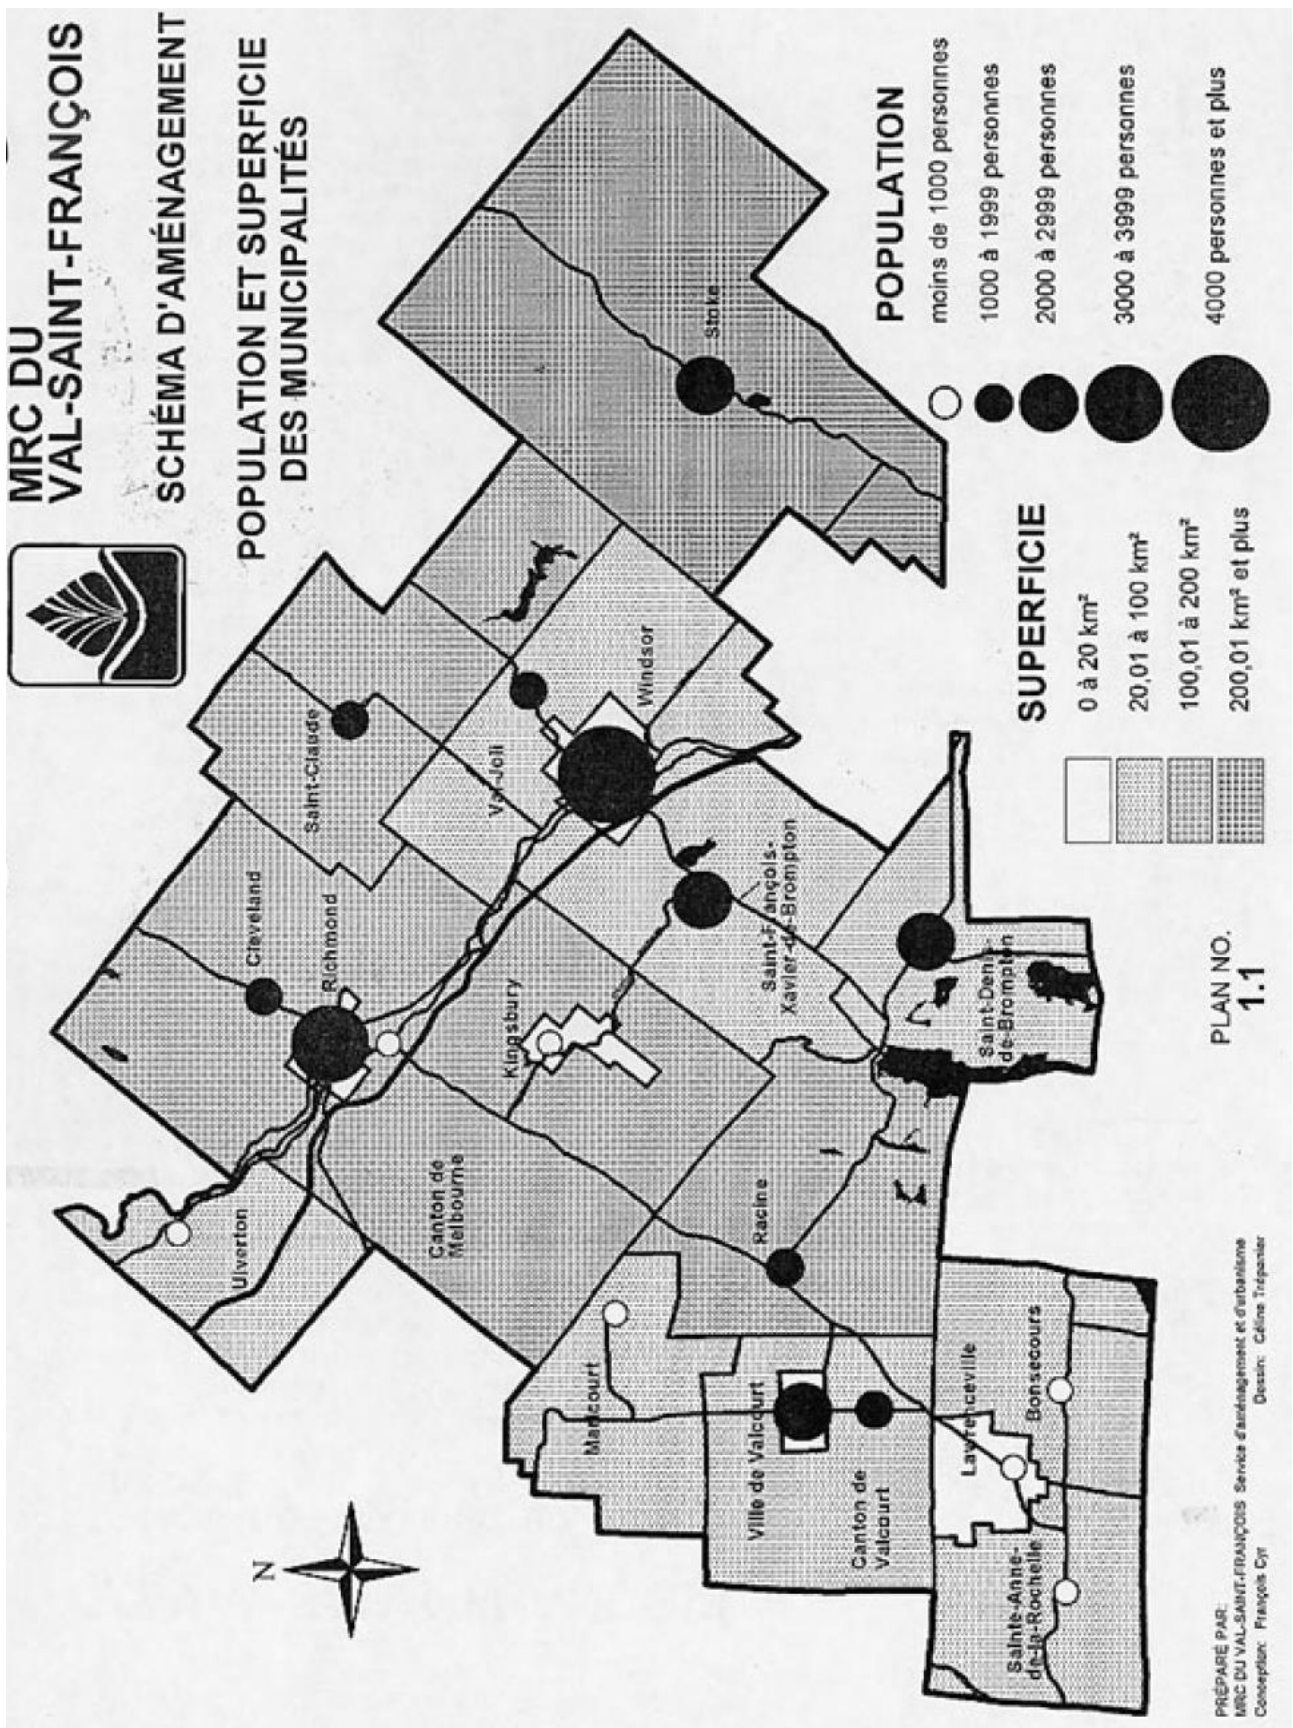 MRC DU
VAL-SAINT-FRANÇOIS
SCHÉMA D'AMÉNAGEMENT
POPULATION ET SUPERFICIE
DES MUNICIPALITÉS
N
Ulverton
Cleveland
Richmond
Saint-Claude
Canton de
Melbourne
Kingsbury
Val-Joli
Windsor
Stoke
Maricourt
Racine
Saint-François-
Xavier-de-Brompton
Ville de Valcourt
Canton de
Valcourt
Lawrenceville
Bonsecours
Sainte-Anne-
de-la-Rochelle
Saint-Denis-
de-Brompton
POPULATION
moins de 1000 personnes
1000 à 1999 personnes
2000 à 2999 personnes
3000 à 3999 personnes
4000 personnes et plus
SUPERFICIE
0 à 20 km²
20,01 à 100 km²
100,01 à 200 km²
200,01 km² et plus
PLAN NO.
1.1
PRÉPARÉ PAR:
MRC DU VAL-SAINT-FRANÇOIS Service d'aménagement et d'urbanisme
Conception: François Cyr Dessin: Céline Trépanier